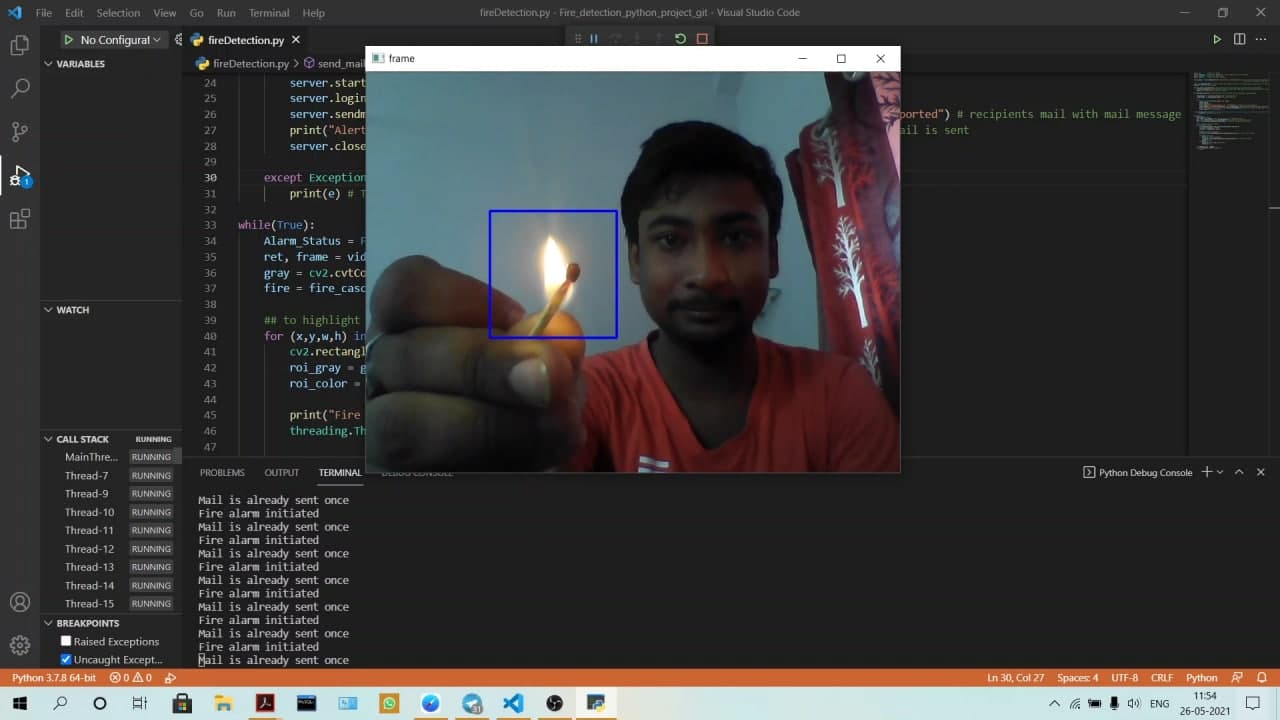 File Edit Selection View Go Run Terminal Help
fireDetection.py - Fire_detection_python_project_git - Visual Studio Code
No Configurat
fireDetection.py
frame
VARIABLES
fireDetection.py > send_mail
24 server.start
25 server.login
26 server.sendm
ported") # recipients mail with mail message
27 print("Alert
ail is sent
28 server.close
29
30 except Exception
31 print(e) # T
32
33 while(True):
34 Alarm_Status = F
35 ret, frame = vid
36 gray = cv2.cvtCo
37 fire = fire_casc
38
39 ## to highlight
40 for (x,y,w,h) in
41 cv2.rectangl
42 roi_gray = g
43 roi_color =
44
45 print("Fire
46 threading.Th
47
WATCH
CALL STACK RUNNING
MainThre... RUNNING
Thread-7 RUNNING
Thread-9 RUNNING
Thread-10 RUNNING
Thread-11 RUNNING
Thread-12 RUNNING
Thread-13 RUNNING
Thread-14 RUNNING
Thread-15 RUNNING
BREAKPOINTS
Raised Exceptions
Uncaught Except...
1
PROBLEMS OUTPUT TERMINAL DEBUG CONSOLE
Python Debug Console
Mail is already sent once
Fire alarm initiated
Mail is already sent once
Fire alarm initiated
Mail is already sent once
Fire alarm initiated
Mail is already sent once
Fire alarm initiated
Mail is already sent once
Fire alarm initiated
Mail is already sent once
Fire alarm initiated
Mail is already sent once
Python 3.7.8 64-bit 0 0
Ln 30, Col 27 Spaces: 4 UTF-8 CRLF Python
31
ENG
11:54
26-05-2021